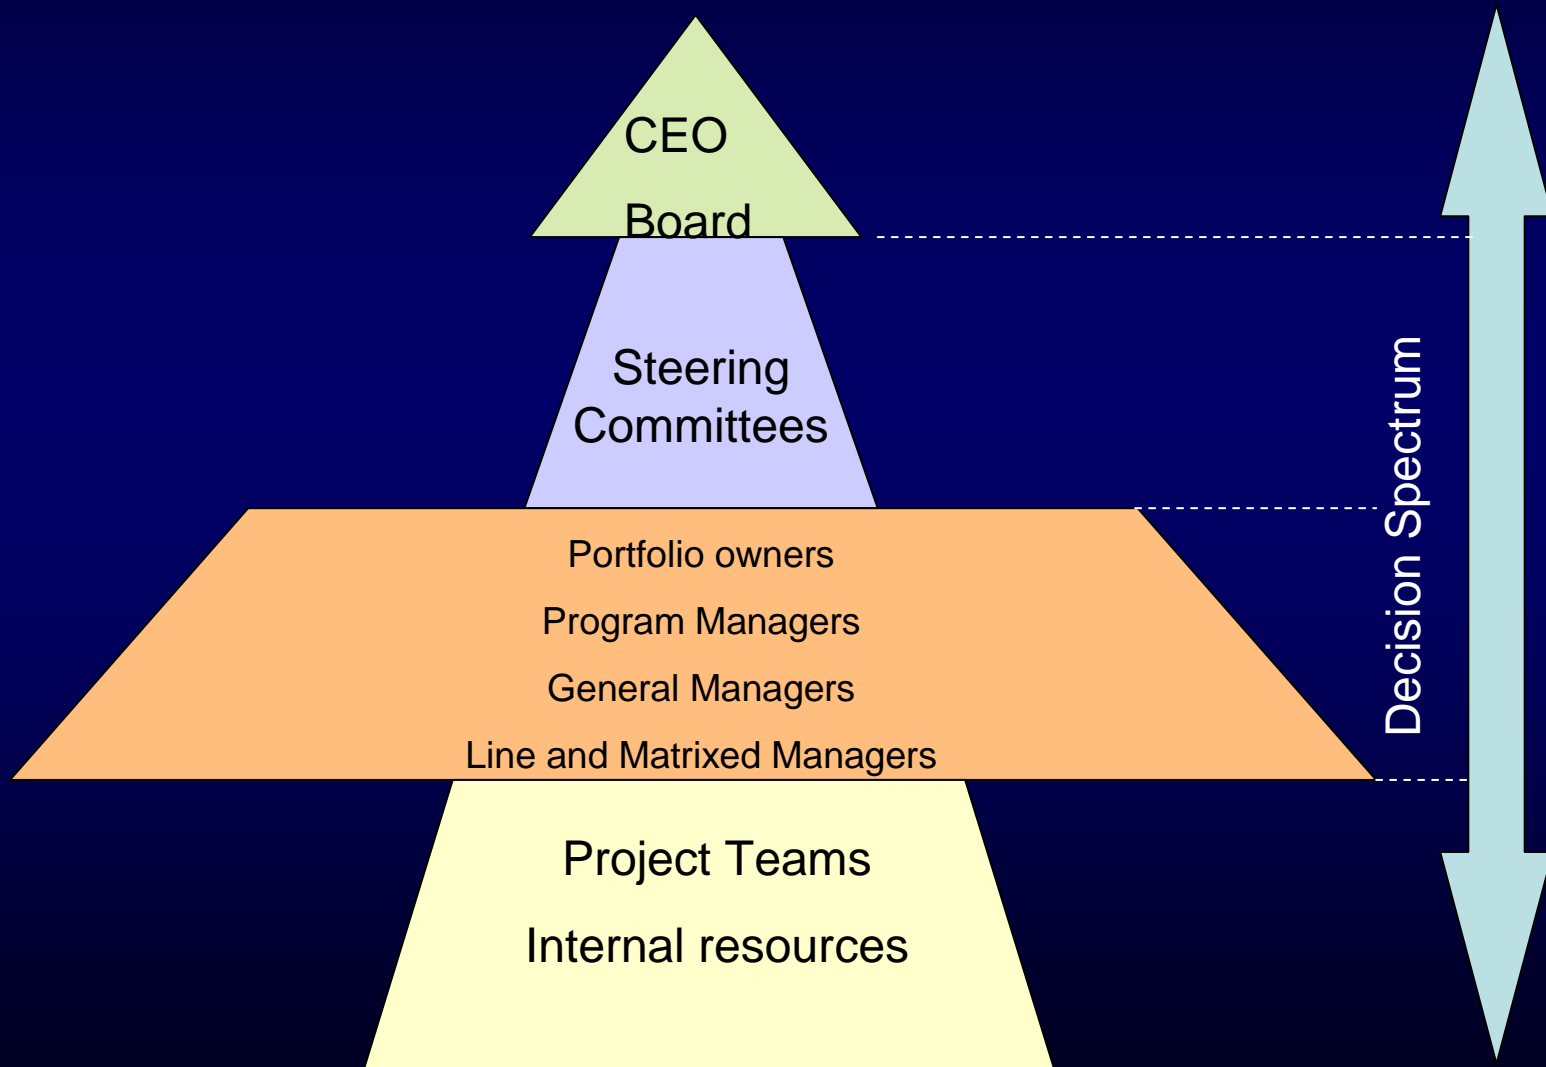 CEO
Board
Steering
Committees
Portfolio owners
Program Managers
General Managers
Line and Matrixed Managers
Project Teams
Internal resources
Decision Spectrum